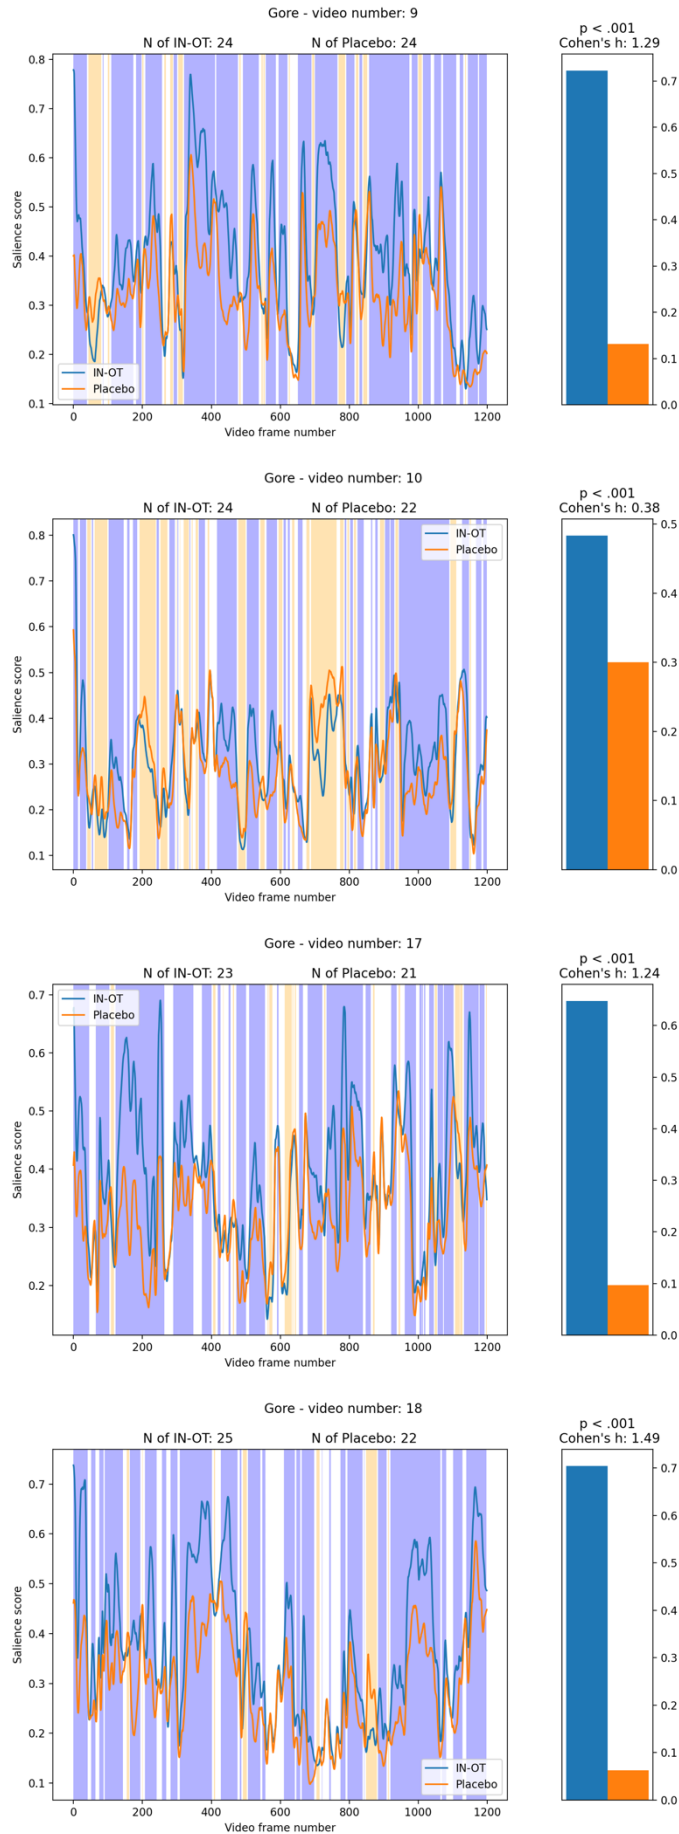 Gore - video number: 9
N of IN-OT: 24 N of Placebo: 24
p < .001
Cohen's h: 1.29
0.8
0.7
0.6
0.5
0.4
0.3
0.2
0.1
Salience score
IN-OT
Placebo
0 200 400 600 800 1000 1200
Video frame number
0.7
0.6
0.5
0.4
0.3
0.2
0.1
0.0
Gore - video number: 10
N of IN-OT: 24 N of Placebo: 22
p < .001
Cohen's h: 0.38
0.8
0.7
0.6
0.5
0.4
0.3
0.2
0.1
Salience score
IN-OT
Placebo
0 200 400 600 800 1000 1200
Video frame number
0.5
0.4
0.3
0.2
0.1
0.0
Gore - video number: 17
N of IN-OT: 23 N of Placebo: 21
p < .001
Cohen's h: 1.24
0.7
0.6
0.5
0.4
0.3
0.2
Salience score
IN-OT
Placebo
0 200 400 600 800 1000 1200
Video frame number
0.6
0.5
0.4
0.3
0.2
0.1
0.0
Gore - video number: 18
N of IN-OT: 25 N of Placebo: 22
p < .001
Cohen's h: 1.49
0.7
0.6
0.5
0.4
0.3
0.2
0.1
Salience score
IN-OT
Placebo
0 200 400 600 800 1000 1200
Video frame number
0.7
0.6
0.5
0.4
0.3
0.2
0.1
0.0